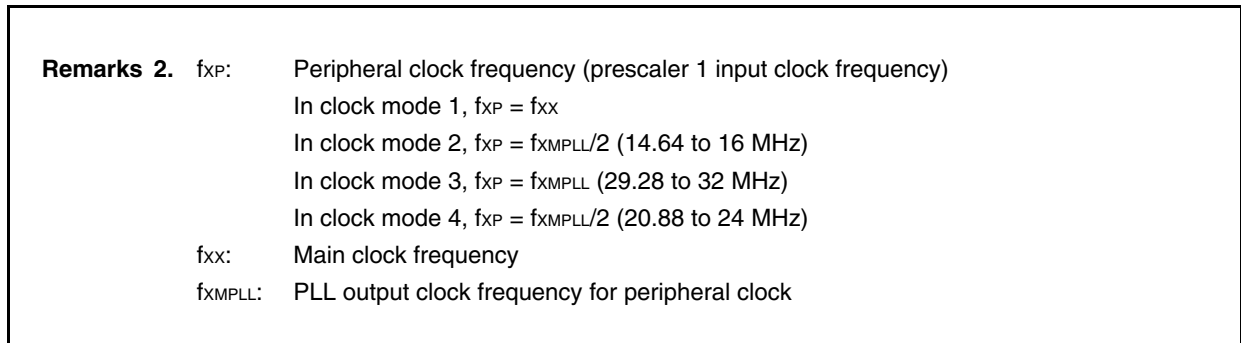 Remarks 2. fXP: Peripheral clock frequency (prescaler 1 input clock frequency)
In clock mode 1, fXP = fXX
In clock mode 2, fXP = fXMPLL/2 (14.64 to 16 MHz)
In clock mode 3, fXP = fXMPLL (29.28 to 32 MHz)
In clock mode 4, fXP = fXMPLL/2 (20.88 to 24 MHz)
fXX: Main clock frequency
fXMPLL: PLL output clock frequency for peripheral clock